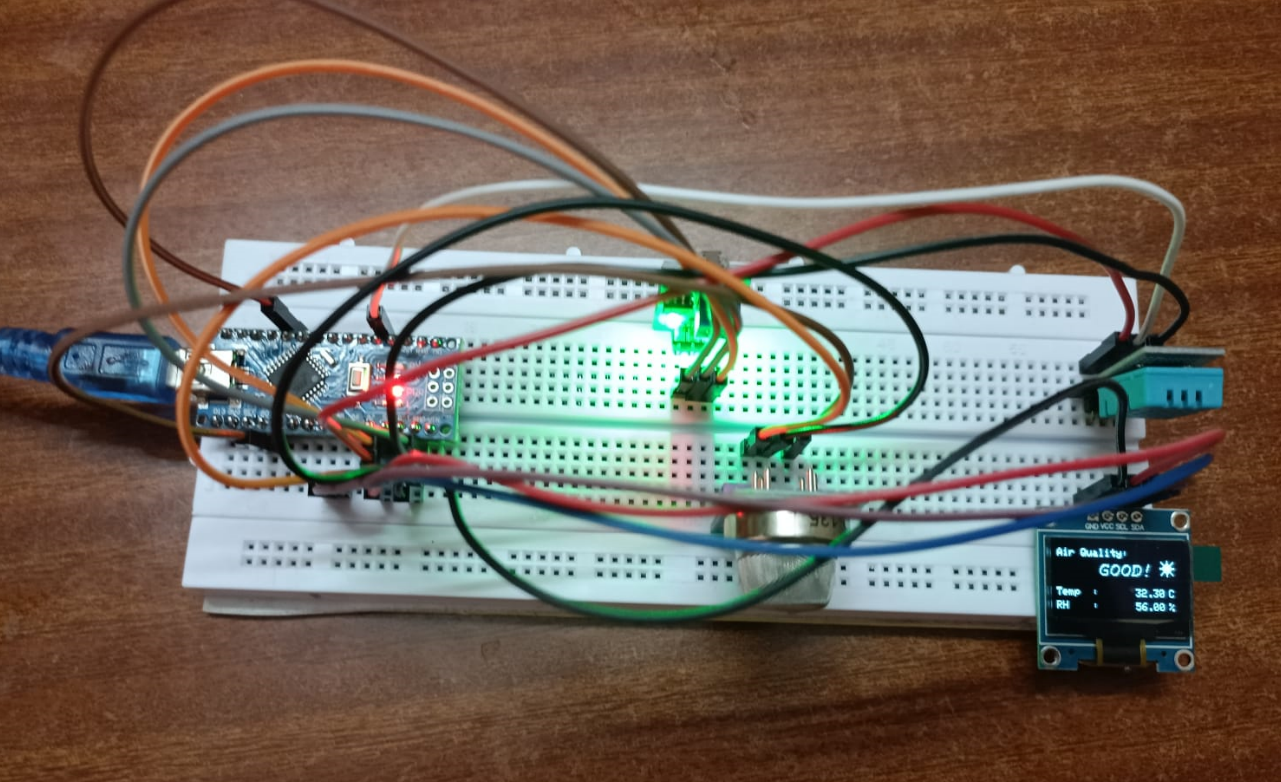 GND VCC SCL SDA
Air Quality:
GOOD!
Temp : 32.30 C
RH : 56.00 %